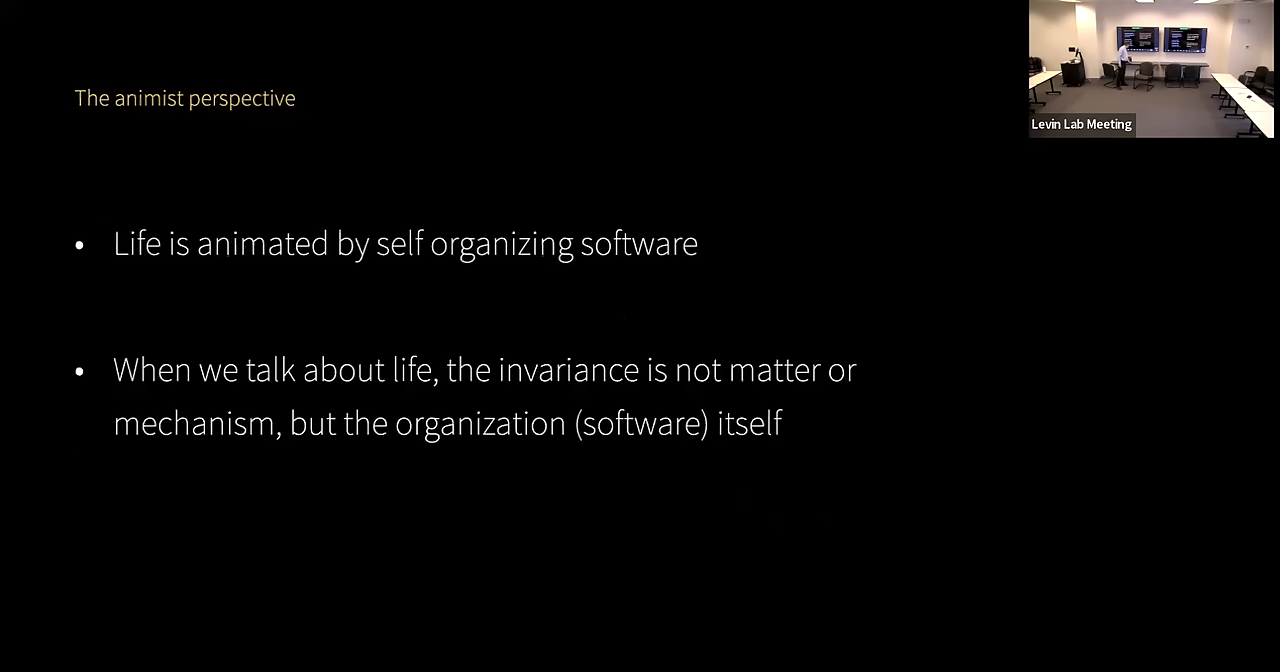 The animist perspective
Levin Lab Meeting
• Life is animated by self organizing software
• When we talk about life, the invariance is not matter or
mechanism, but the organization (software) itself